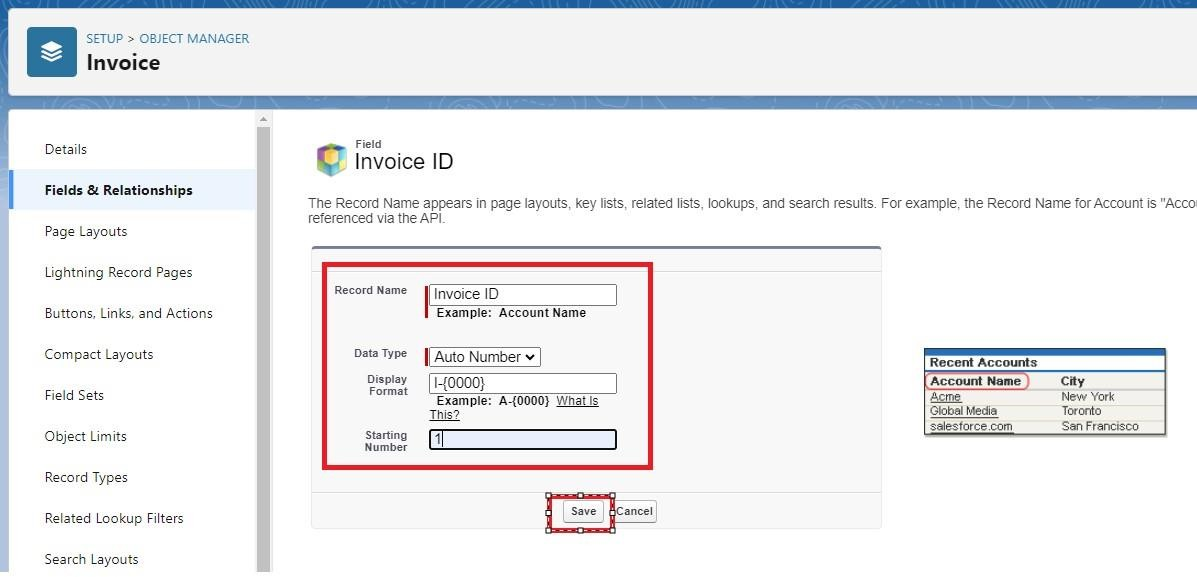 SETUP > OBJECT MANAGER
Invoice
Details
Fields & Relationships
Page Layouts
Lightning Record Pages
Buttons, Links, and Actions
Compact Layouts
Field Sets
Object Limits
Record Types
Related Lookup Filters
Search Layouts
Field
Invoice ID
The Record Name appears in page layouts, key lists, related lists, lookups, and search results. For example, the Record Name for Account is "Acco
referenced via the API.
Record Name Invoice ID
Example: Account Name
Data Type Auto Number
Display Format I-{0000}
Example: A-{0000} What Is
This?
Starting Number 1
Save Cancel
Recent Accounts
Account Name City
Acme New York
Global Media Toronto
salesforce.com San Francisco